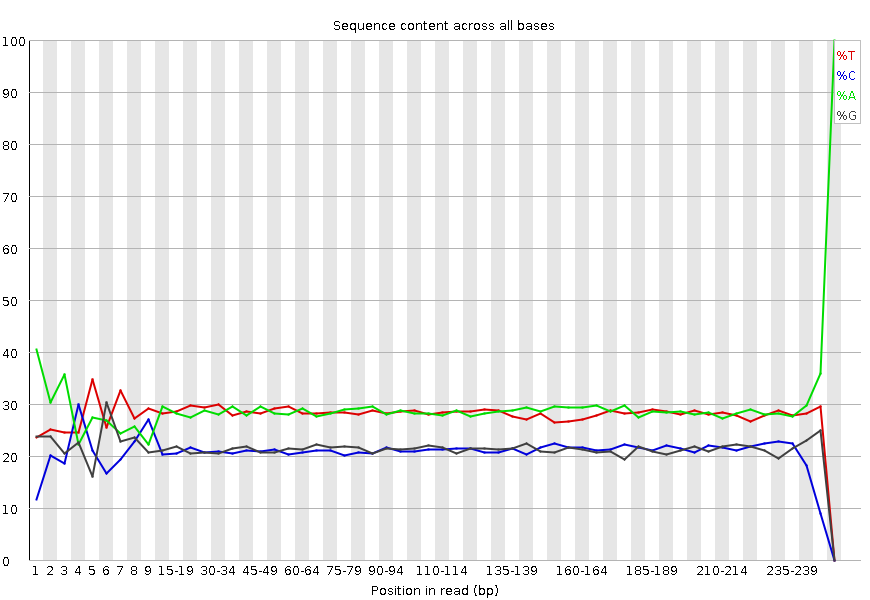 Sequence content across all bases
100
90
80
70
60
50
40
30
20
10
0
%T
%C
%A
%G
1 2 3 4 5 6 7 8 9 15-19 30-34 45-49 60-64 75-79 90-94 110-114 135-139 160-164 185-189 210-214 235-239
Position in read (bp)